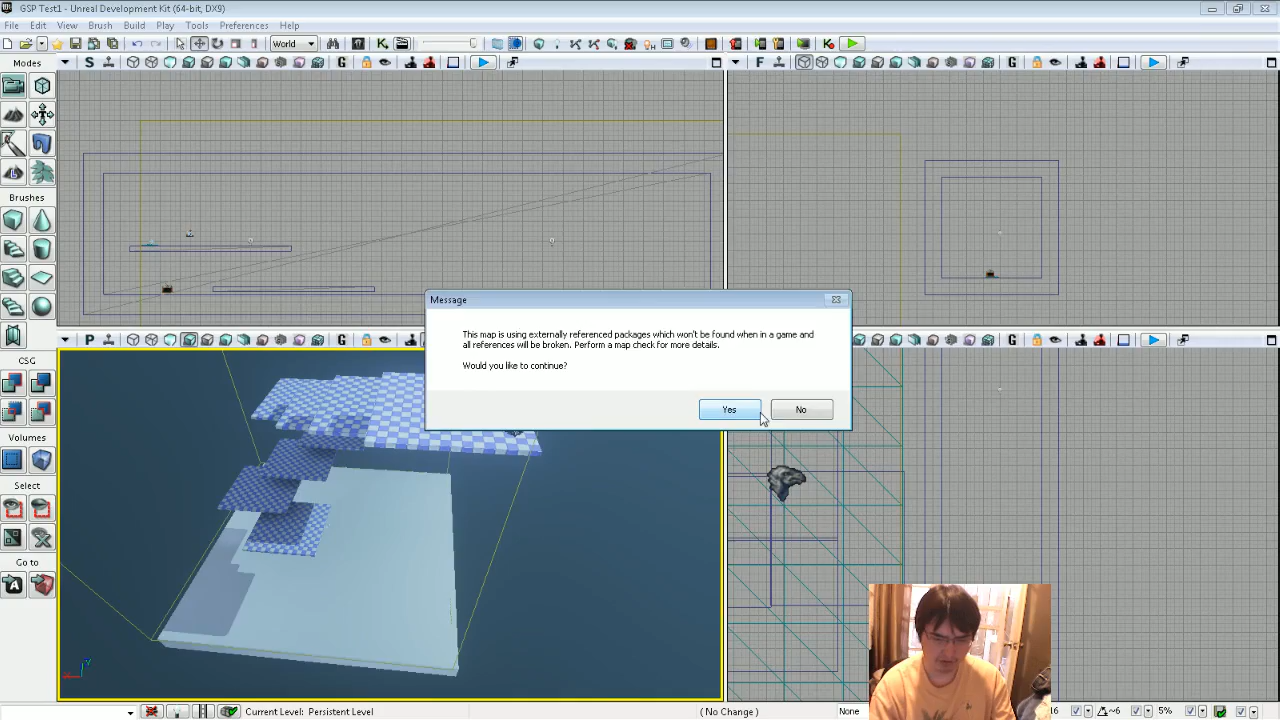 GSP Test1 - Unreal Development Kit (64-bit, DX9)
File Edit View Brush Build Play Tools Preferences Help
World
Modes
S G
F G
Brushes
P
CSG
Volumes
Select
Go to
Message
This map is using externally referenced packages which won't be found when in a game and
all references will be broken. Perform a map check for more details.
Would you like to continue?
Yes No
Current Level: Persistent Level
(No Change)
None
16
6
5%